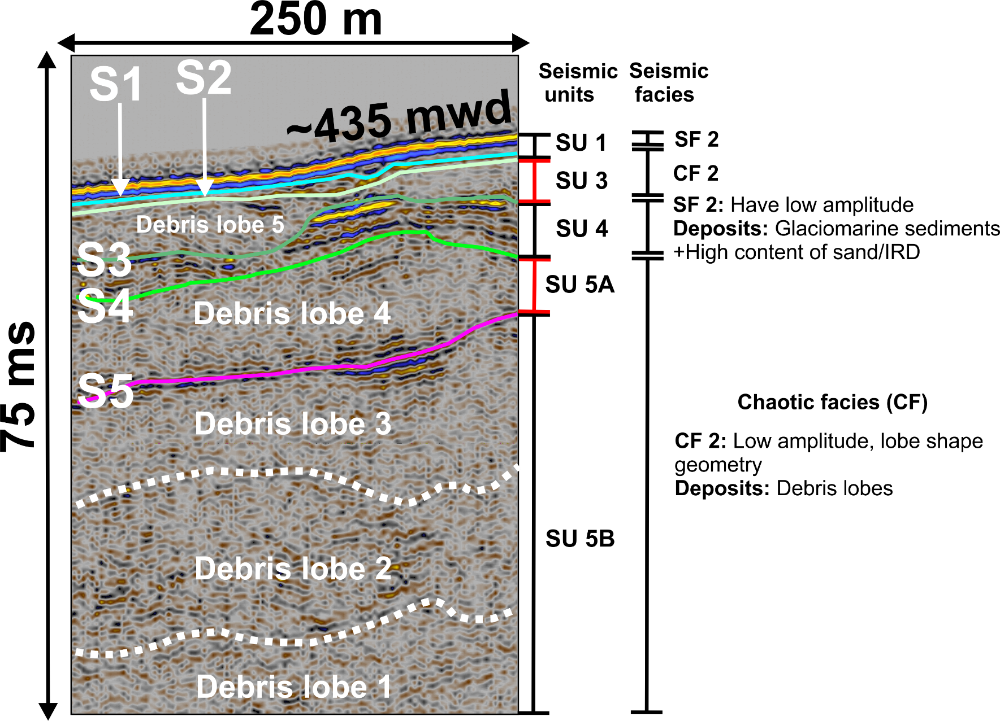 250 m
75 ms
S1
S2
~435 mwd
Seismic units
Seismic facies
SU 1
SF 2
SU 3
CF 2
SF 2: Have low amplitude
Deposits: Glaciomarine sediments
+High content of sand/IRD
SU 4
Debris lobe 5
S3
SU 5A
S4
Debris lobe 4
S5
Debris lobe 3
Chaotic facies (CF)
CF 2: Low amplitude, lobe shape
geometry
Deposits: Debris lobes
SU 5B
Debris lobe 2
Debris lobe 1